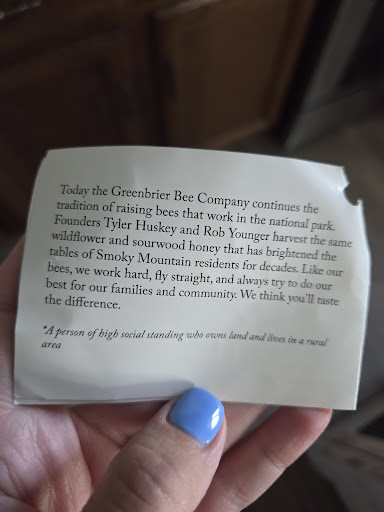 Today the Greenbrier Bee Company continues the
tradition of raising bees that work in the national park.
Founders Tyler Huskey and Rob Younger harvest the same
wildflower and sourwood honey that has brightened the
tables of Smoky Mountain residents for decades. Like our
bees, we work hard, fly straight, and always try to do our
best for our families and community. We think you'll taste
the difference.
*A person of high social standing who owns land and lives in a rural
area